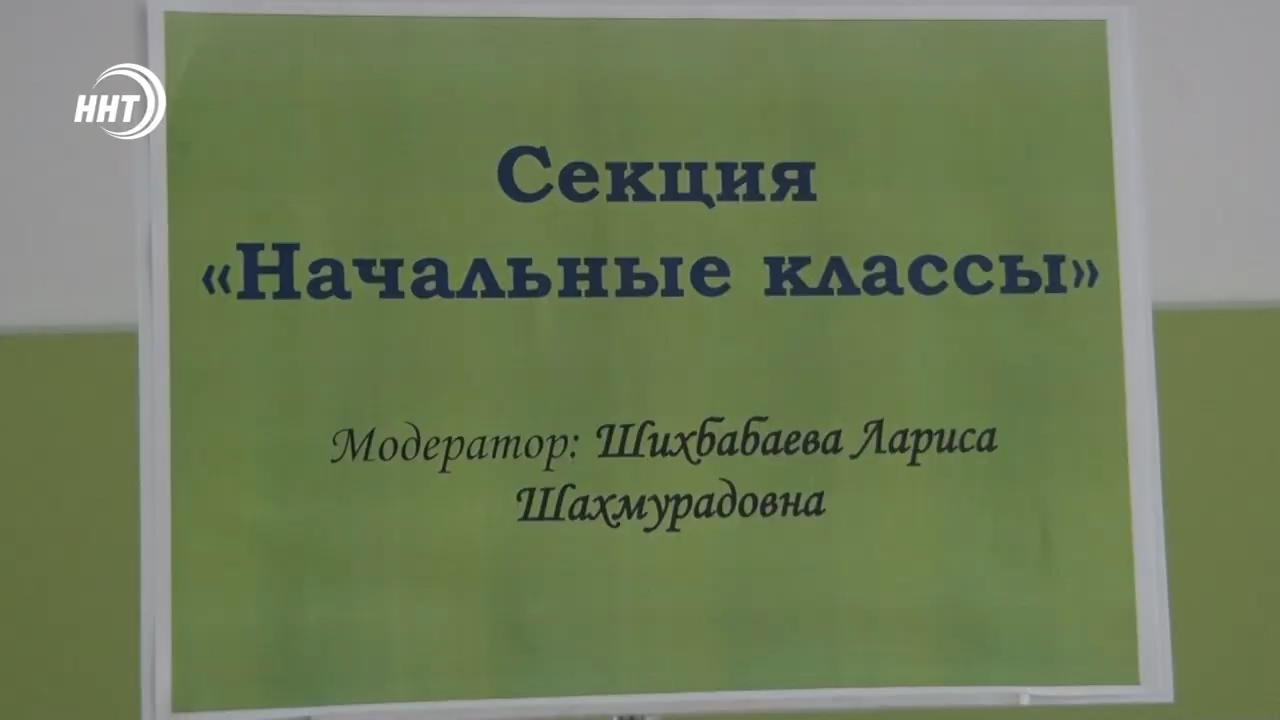 ННТ
Секция
«Начальные классы»
Модератор: Шихбабаева Лариса
Шахмурадовна